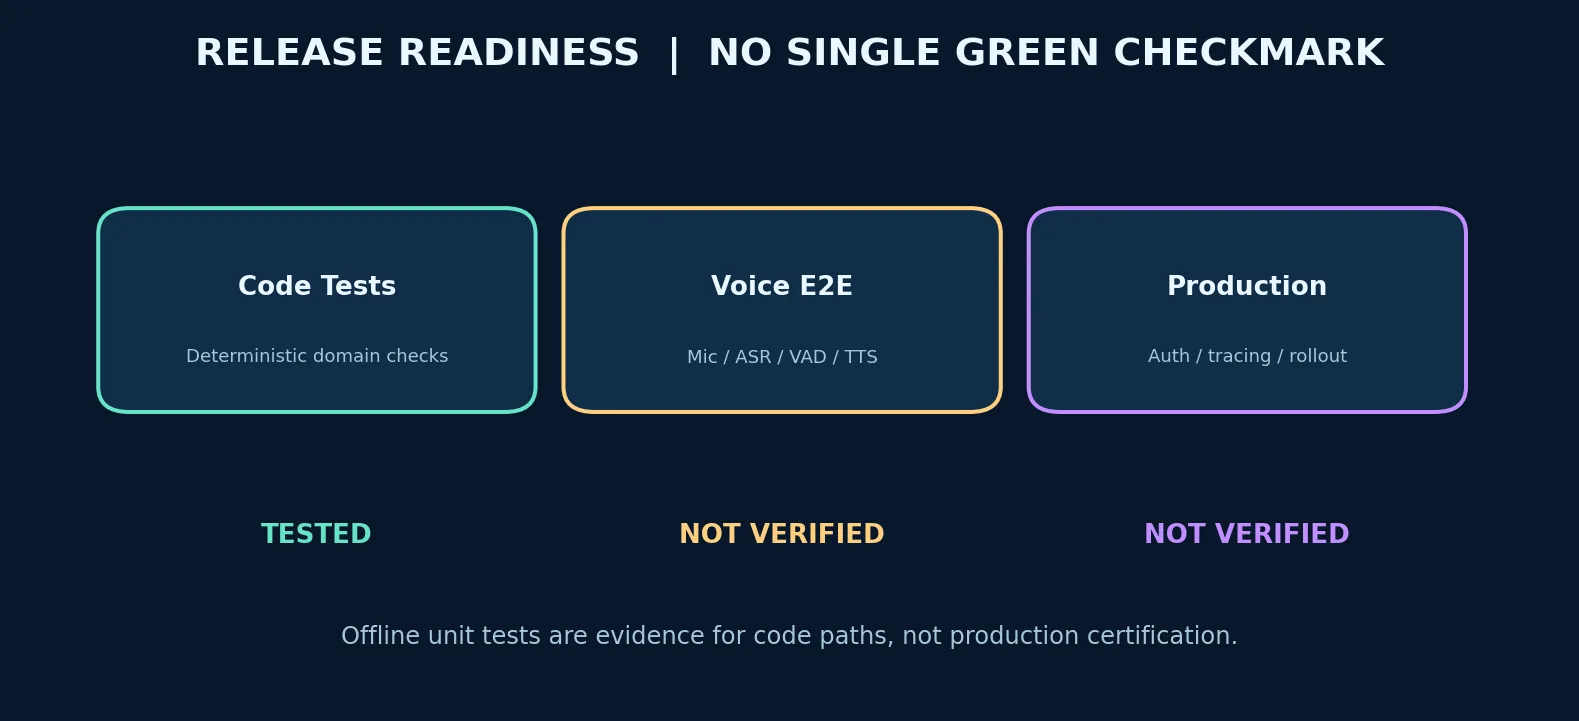 RELEASE READINESS | NO SINGLE GREEN CHECKMARK
Code Tests
Deterministic domain checks
TESTED
Voice E2E
Mic / ASR / VAD / TTS
NOT VERIFIED
Production
Auth / tracing / rollout
NOT VERIFIED
Offline unit tests are evidence for code paths, not production certification.